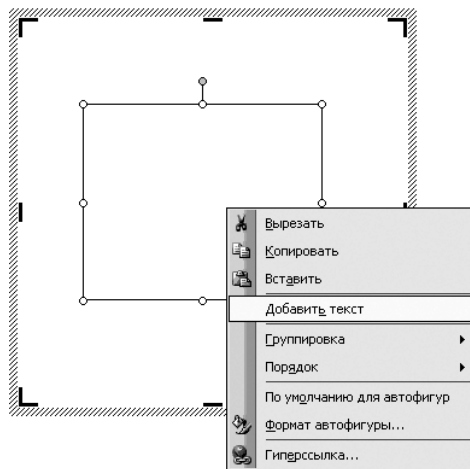 Вырезать
Копировать
Вставить
Добавить текст
Группировка
Порядок
По умолчанию для автофигур
Формат автофигуры...
Гиперссылка...